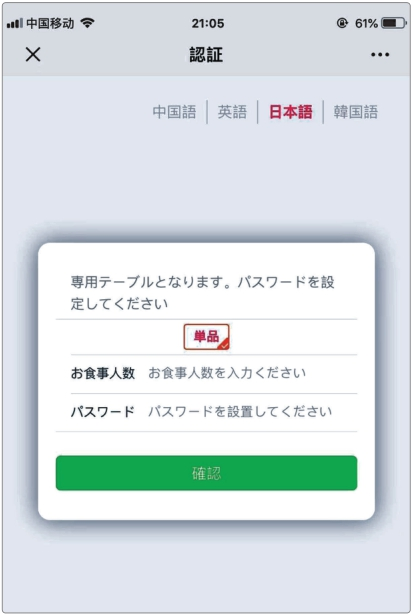 中国移动 21:05 61%
認証
中国語 英語 日本語 韓国語
専用テーブルとなります。パスワードを設
定してください
単品
お食事人数 お食事人数を入力ください
パスワード パスワードを設置してください
確認